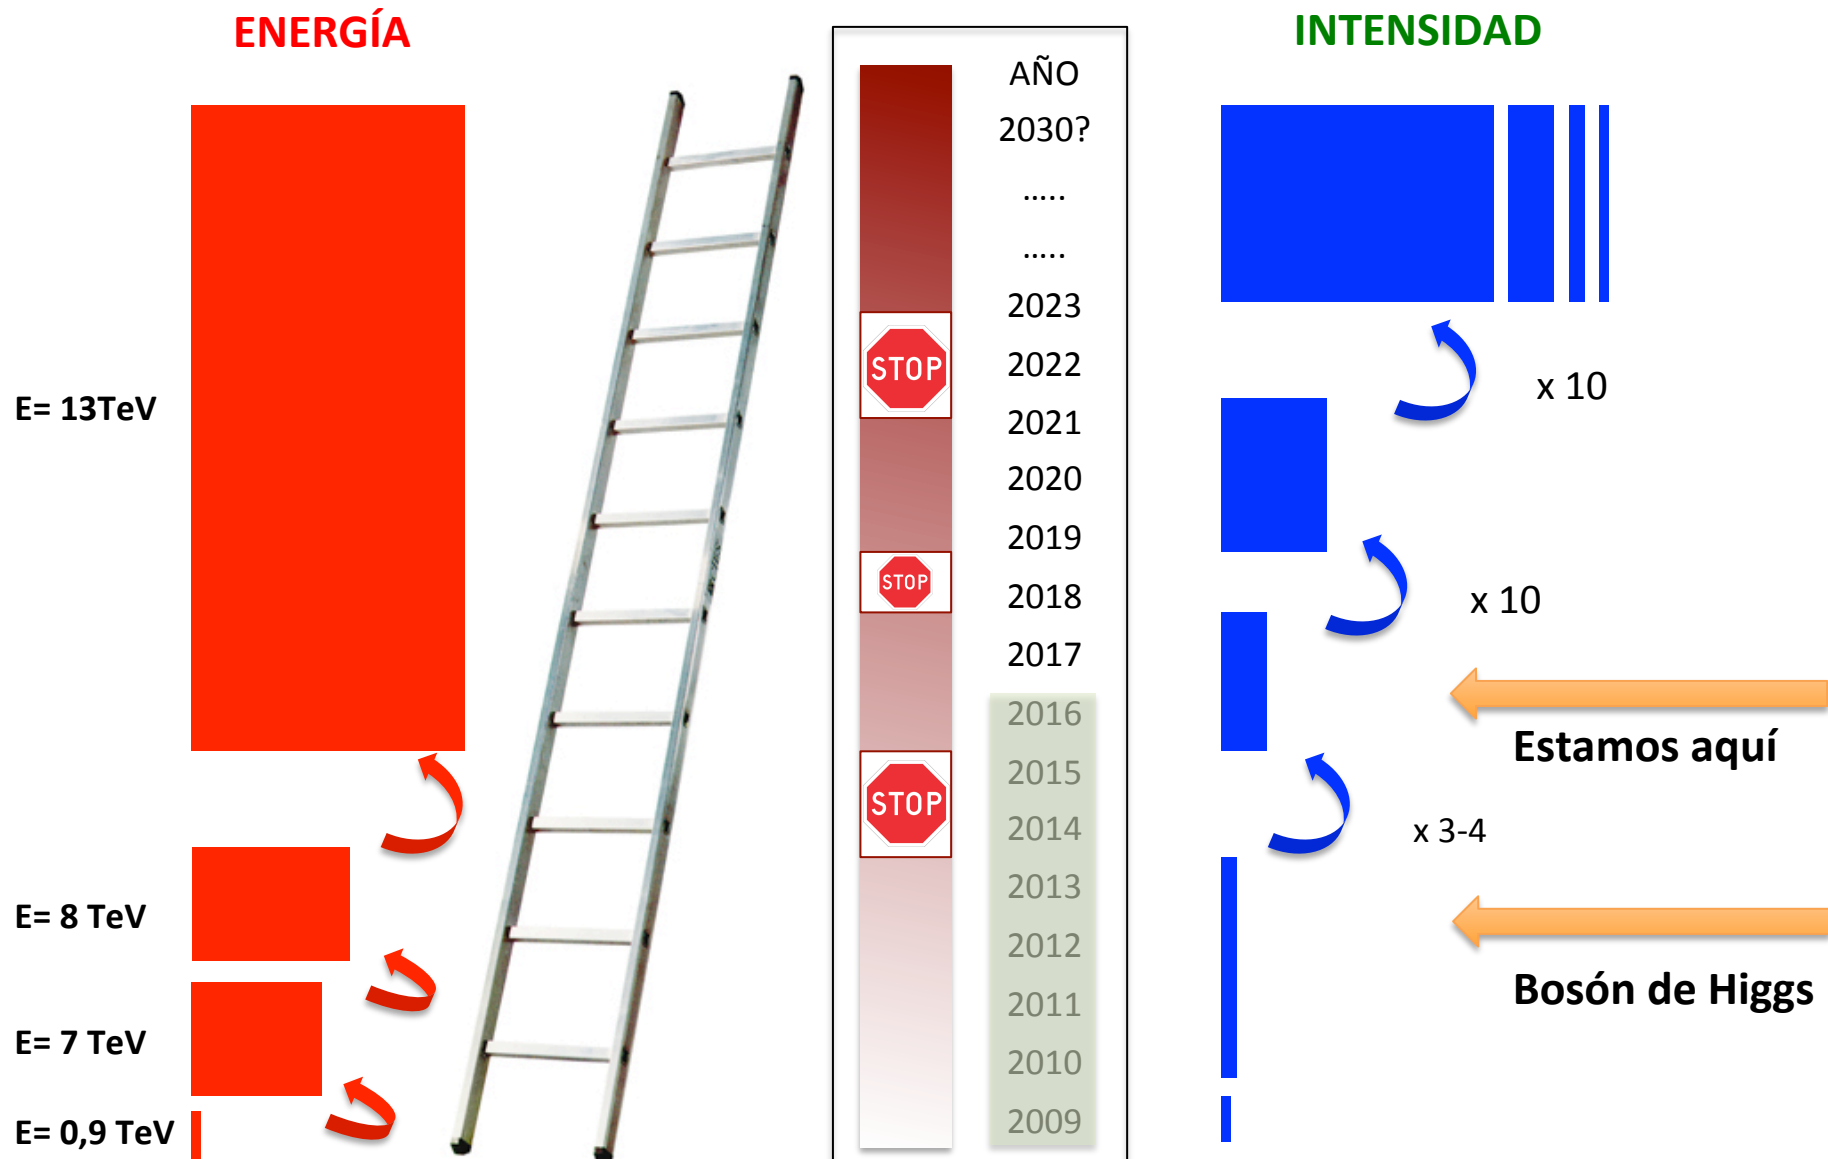 ENERGÍA
E= 13TeV
E= 8 TeV
E= 7 TeV
E= 0,9 TeV
AÑO
2030?
.....
.....
2023
2022
2021
2020
2019
2018
2017
2016
2015
2014
2013
2012
2011
2010
2009
STOP
STOP
STOP
INTENSIDAD
x 10
x 10
Estamos aquí
x 3-4
Bosón de Higgs